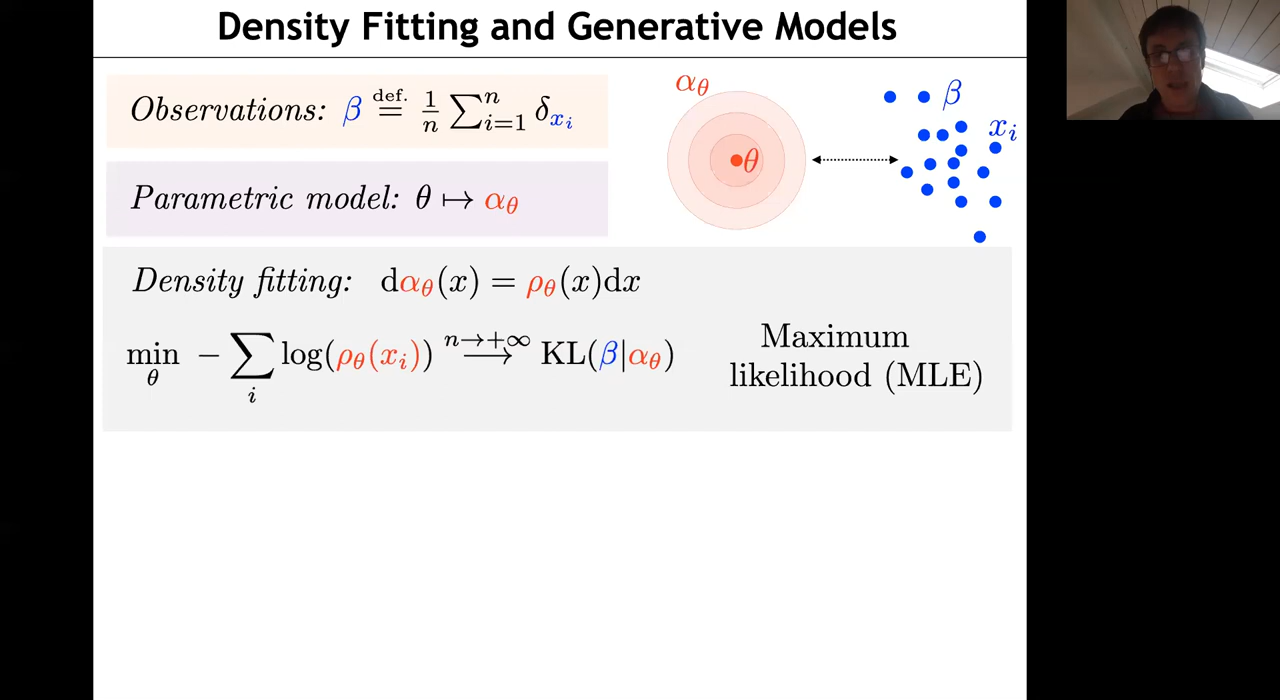 Density Fitting and Generative Models
Observations: β def. = 1/n ∑_{i=1}^{n} δ_{x_i}
Parametric model: θ ↦ α_θ
α_θ
θ
β
x_i
Density fitting: dα_θ(x) = ρ_θ(x)dx
min_θ − ∑_i log(ρ_θ(x_i)) n→+∞ ⟶ KL(β|α_θ)
Maximum
likelihood (MLE)